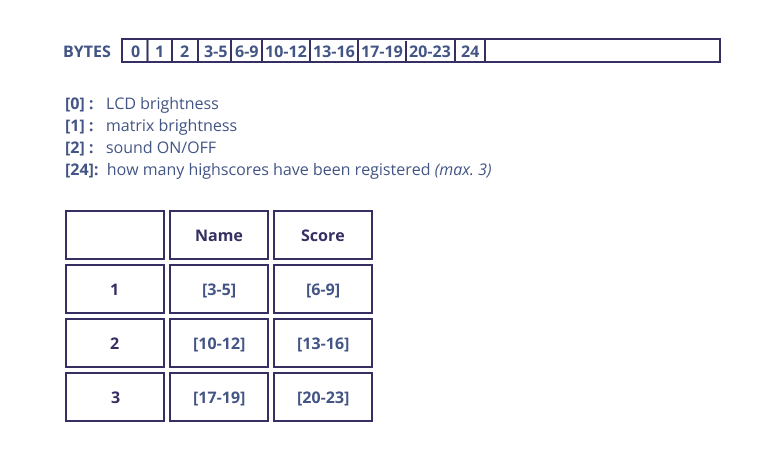 BYTES 0 1 2 3-5 6-9 10-12 13-16 17-19 20-23 24
[0] : LCD brightness
[1] : matrix brightness
[2] : sound ON/OFF
[24]: how many highscores have been registered (max. 3)
Name Score
1 [3-5] [6-9]
2 [10-12] [13-16]
3 [17-19] [20-23]